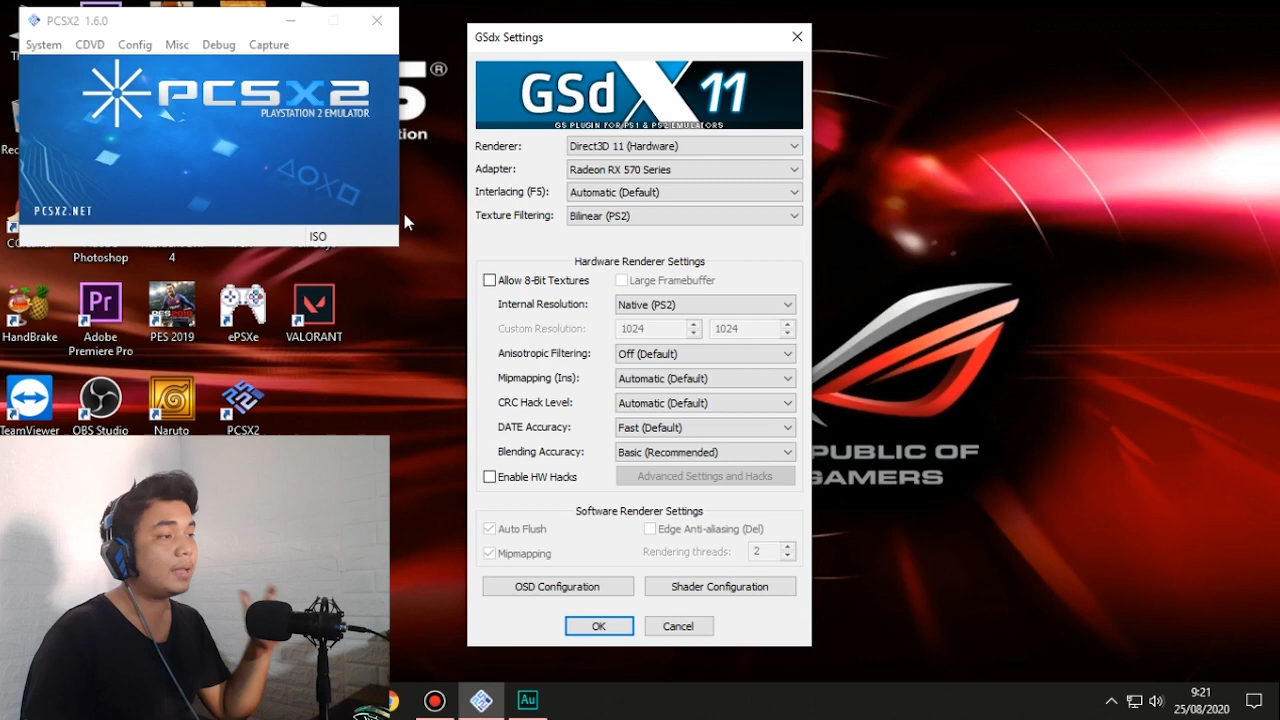 PCSX2 1.6.0
System CDVD Config Misc Debug Capture
PCSX2
PLAYSTATION 2 EMULATOR
PCSX2.NET
ISO
®
tion
Photoshop
4
HandBrake
Adobe
Premiere Pro
PES 2019
ePSXe
VALORANT
TeamViewer
OBS Studio
Naruto
PCSX2
GSdx Settings
GSdX11
GS PLUGIN FOR PS1 & PS2 EMULATORS
Renderer: Direct3D 11 (Hardware)
Adapter: Radeon RX 570 Series
Interlacing (F5): Automatic (Default)
Texture Filtering: Bilinear (PS2)
Hardware Renderer Settings
Allow 8-Bit Textures Large Framebuffer
Internal Resolution: Native (PS2)
Custom Resolution: 1024 1024
Anisotropic Filtering: Off (Default)
Mipmapping (Ins): Automatic (Default)
CRC Hack Level: Automatic (Default)
DATE Accuracy: Fast (Default)
Blending Accuracy: Basic (Recommended)
Enable HW Hacks Advanced Settings and Hacks
Software Renderer Settings
Auto Flush Edge Anti-aliasing (Del)
Mipmapping Rendering threads: 2
OSD Configuration Shader Configuration
OK Cancel
PUBLIC OF
GAMERS
Au
9:21
25/08/2020